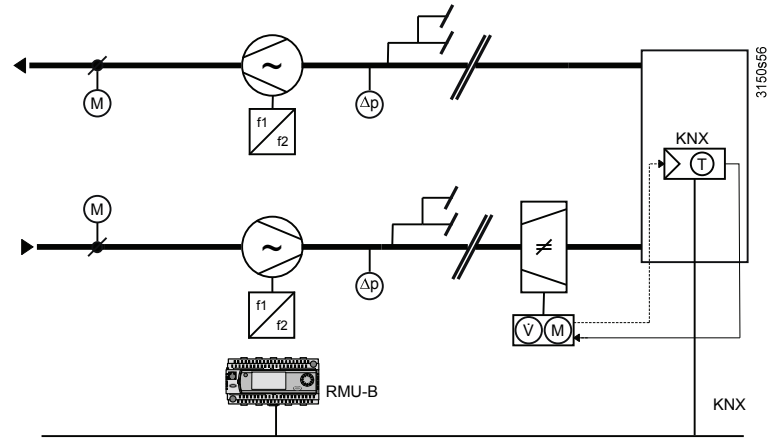 3150s56
M
~
f1
f2
Δp
KNX
T
M
~
f1
f2
Δp
≠
V̇
M
RMU-B
KNX